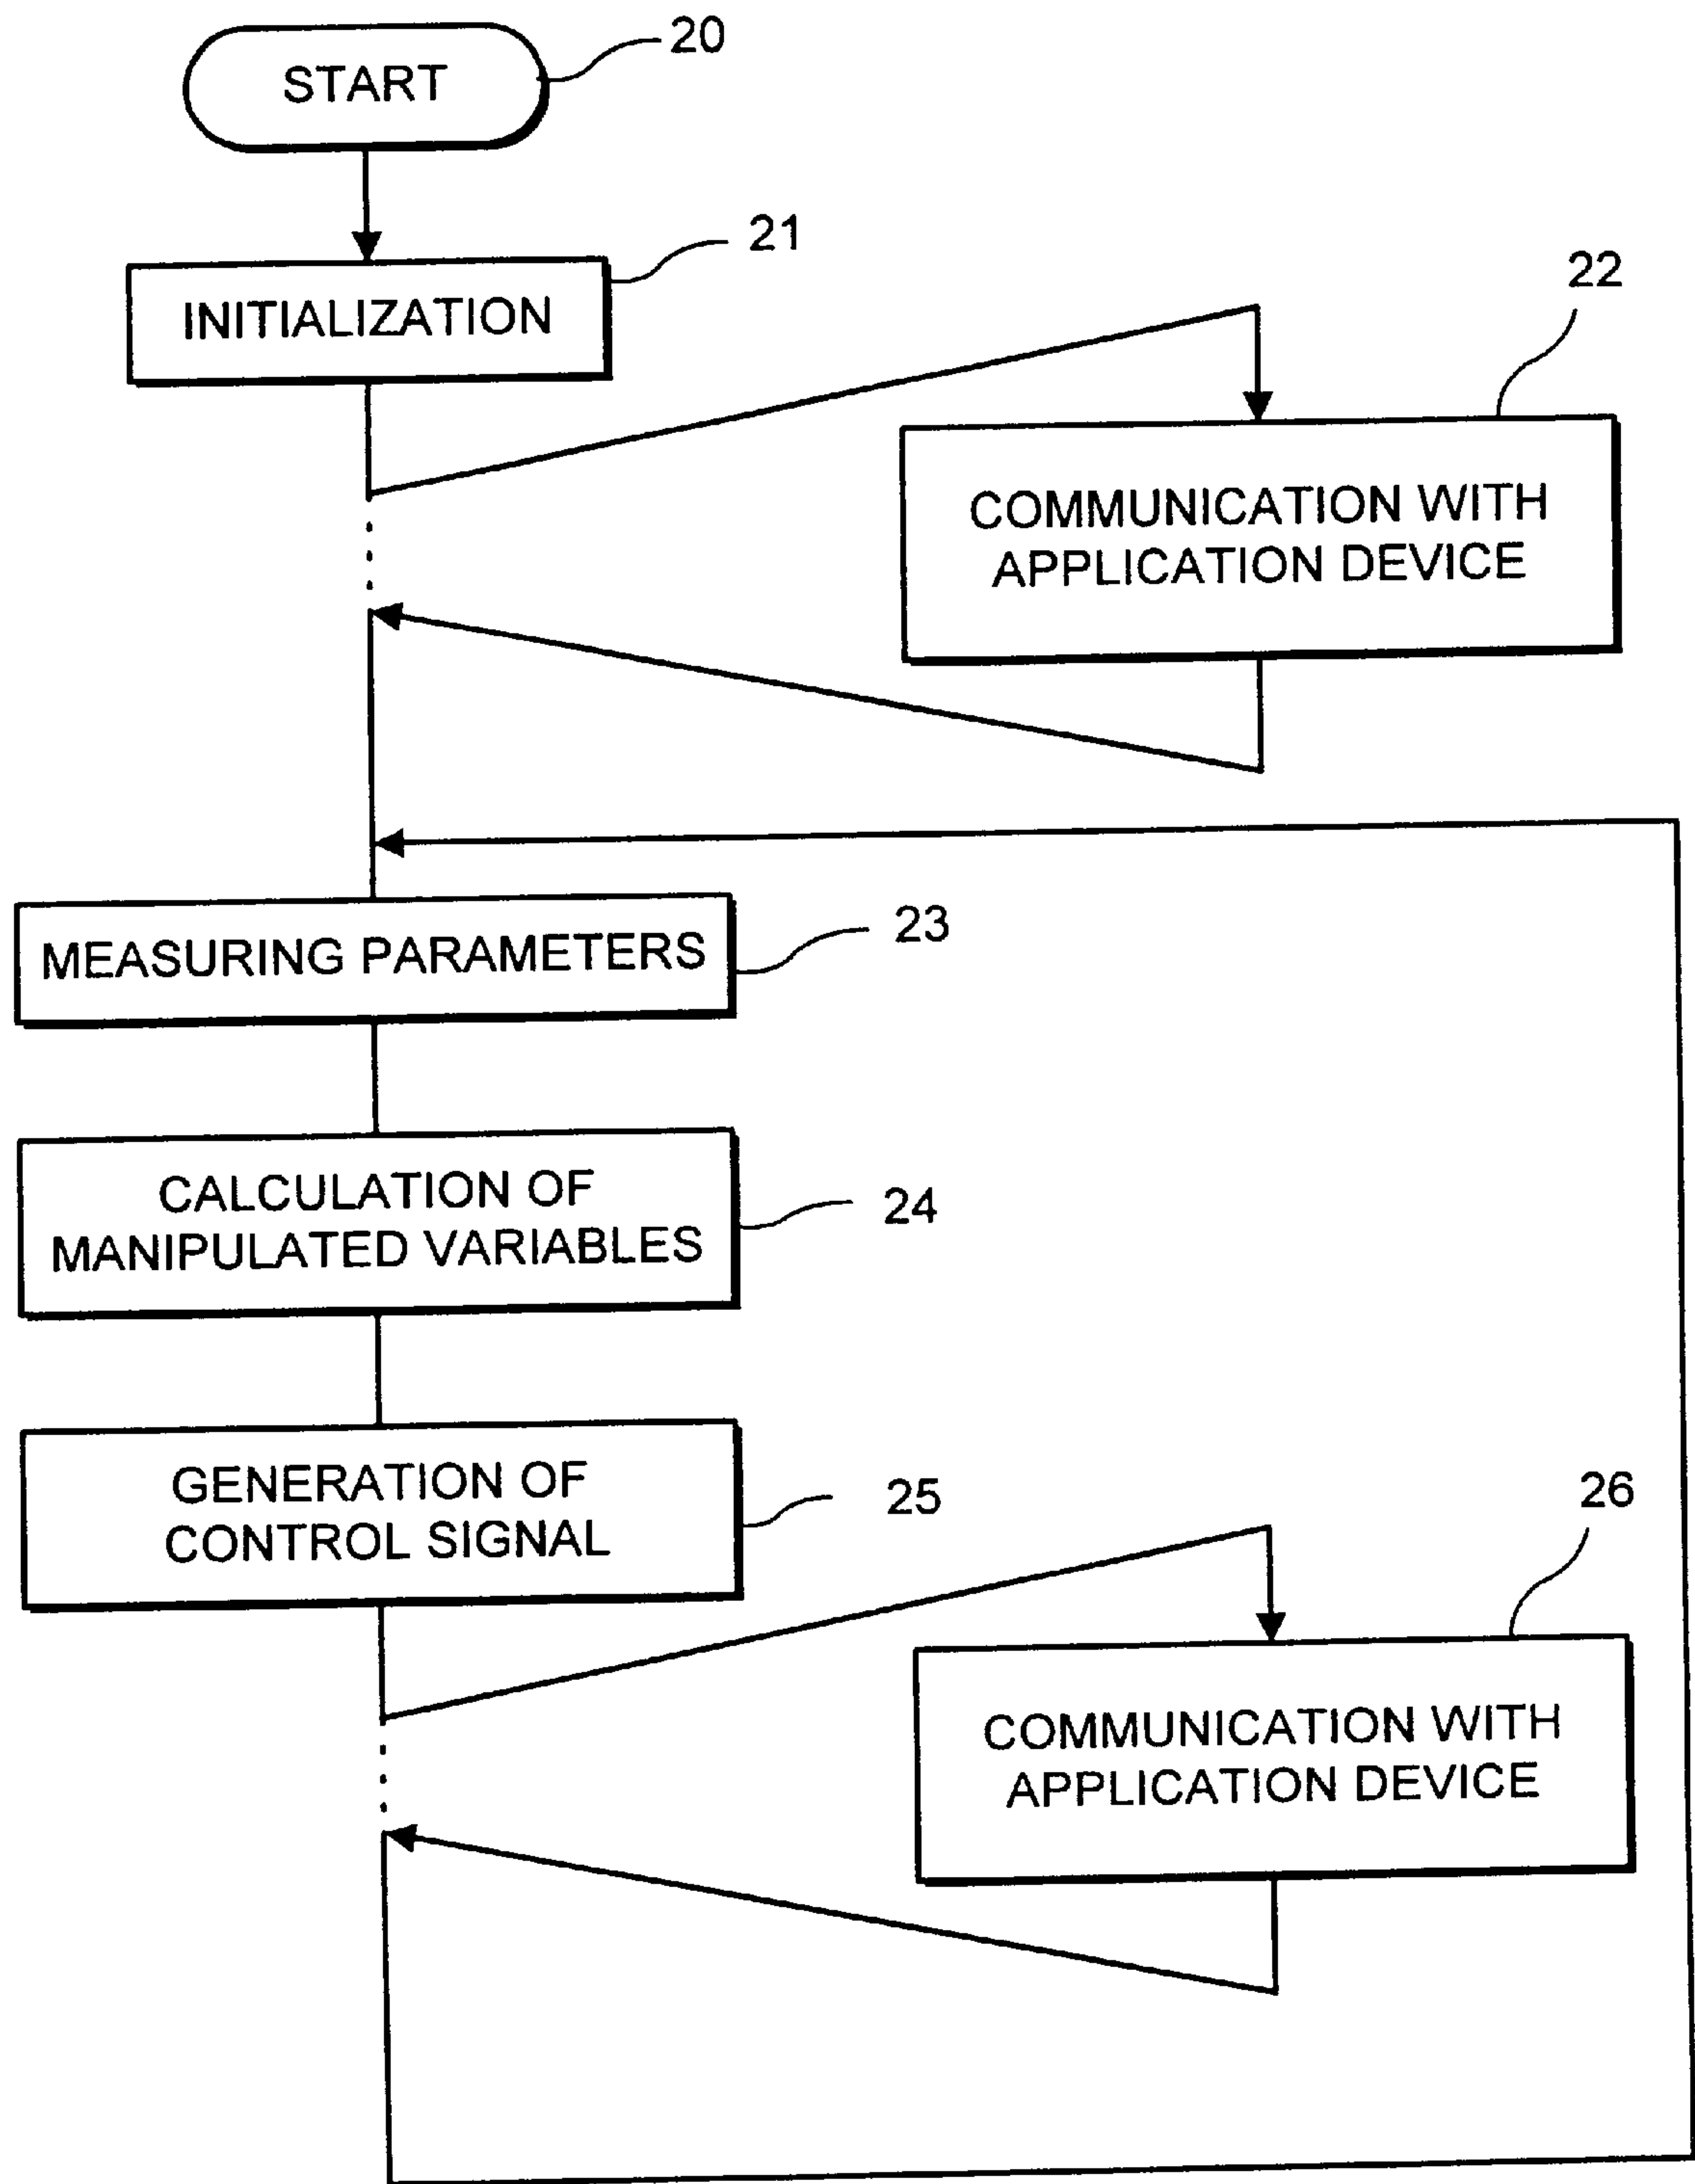 START
20
INITIALIZATION
21
22
COMMUNICATION WITH
APPLICATION DEVICE
MEASURING PARAMETERS
23
CALCULATION OF
MANIPULATED VARIABLES
24
GENERATION OF
CONTROL SIGNAL
25
26
COMMUNICATION WITH
APPLICATION DEVICE